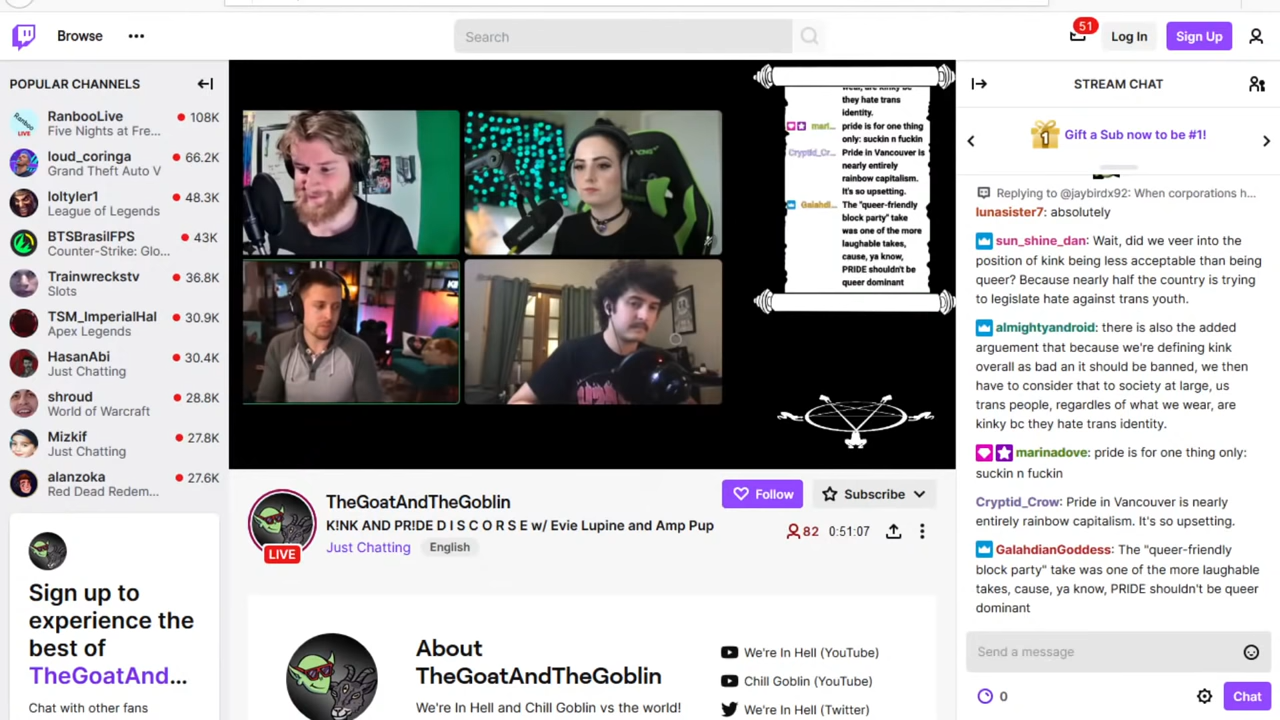 Browse
Search
51
Log In
Sign Up
POPULAR CHANNELS
RanbooLive
Five Nights at Fre...
108K
loud_coringa
Grand Theft Auto V
66.2K
loltyler1
League of Legends
48.3K
BTSBrasilFPS
Counter-Strike: Glo...
43K
Trainwreckstv
Slots
36.8K
TSM_ImperialHal
Apex Legends
30.9K
HasanAbi
Just Chatting
30.4K
shroud
World of Warcraft
28.8K
Mizkif
Just Chatting
27.8K
alanzoka
Red Dead Redem...
27.6K
Sign up to
experience the
best of
TheGoatAnd...
Chat with other fans
they hate trans
identity.
mari... pride is for one thing
only: suckin n fuckin
Cryptid_Cr... Pride in Vancouver is
nearly entirely
rainbow capitalism.
It's so upsetting.
Galahdi... The "queer-friendly
block party" take
was one of the more
laughable takes,
cause, ya know,
PRIDE shouldn't be
queer dominant
LIVE
TheGoatAndTheGoblin
K!NK AND PR!DE D I S C O R S E w/ Evie Lupine and Amp Pup
Just Chatting English
Follow
Subscribe
82 0:51:07
About
TheGoatAndTheGoblin
We're In Hell and Chill Goblin vs the world!
We're In Hell (YouTube)
Chill Goblin (YouTube)
We're In Hell (Twitter)
STREAM CHAT
1
Gift a Sub now to be #1!
Replying to @jaybirdx92: When corporations h...
lunasister7: absolutely
sun_shine_dan: Wait, did we veer into the
position of kink being less acceptable than being
queer? Because nearly half the country is trying
to legislate hate against trans youth.
almightyandroid: there is also the added
arguement that because we're defining kink
overall as bad an it should be banned, we then
have to consider that to society at large, us
trans people, regardless of what we wear, are
kinky bc they hate trans identity.
marinadove: pride is for one thing only:
suckin n fuckin
Cryptid_Crow: Pride in Vancouver is nearly
entirely rainbow capitalism. It's so upsetting.
GalahdianGoddess: The "queer-friendly
block party" take was one of the more laughable
takes, cause, ya know, PRIDE shouldn't be queer
dominant
Send a message
0
Chat